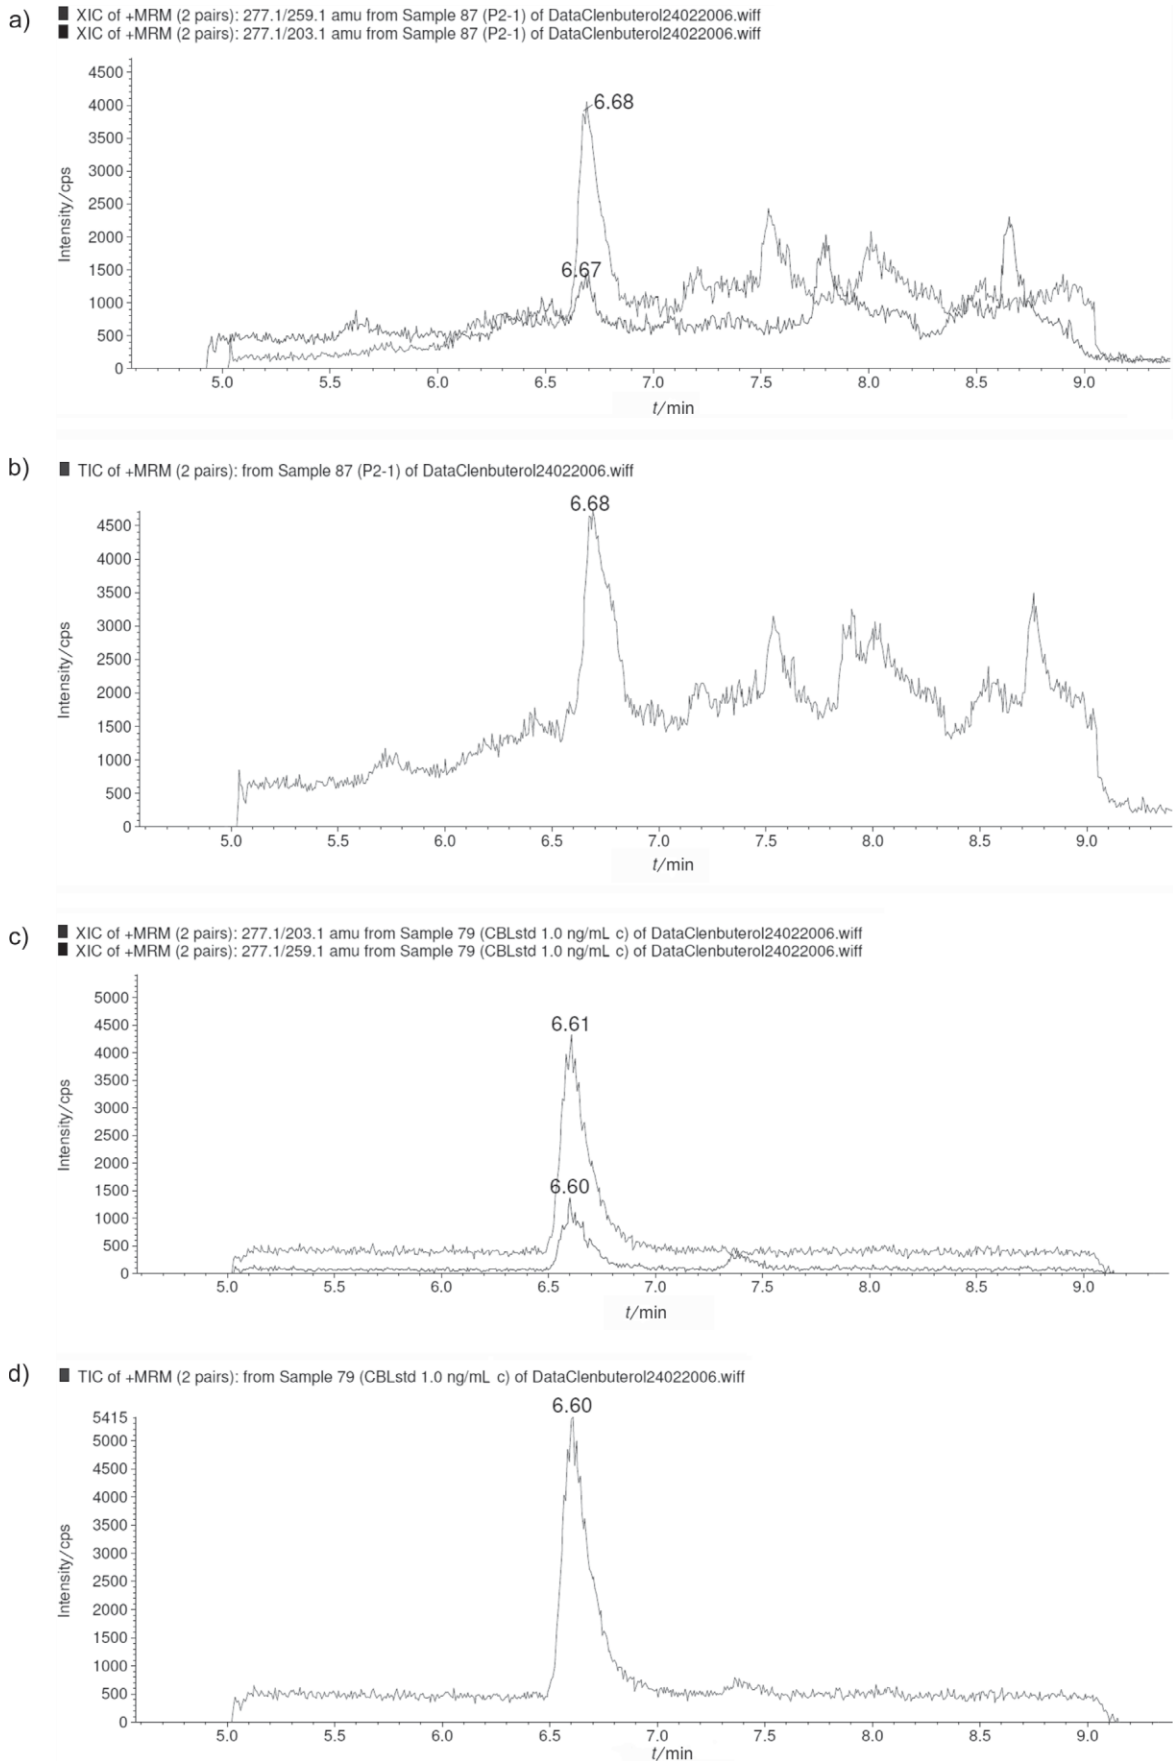 a)
■ XIC of +MRM (2 pairs): 277.1/259.1 amu from Sample 87 (P2-1) of DataClenbuterol24022006.wiff
■ XIC of +MRM (2 pairs): 277.1/203.1 amu from Sample 87 (P2-1) of DataClenbuterol24022006.wiff
4500
4000
3500
3000
2500
2000
1500
1000
500
0
Intensity/cps
6.68
6.67
5.0 5.5 6.0 6.5 7.0 7.5 8.0 8.5 9.0
t/min
b)
■ TIC of +MRM (2 pairs): from Sample 87 (P2-1) of DataClenbuterol24022006.wiff
6.68
4500
4000
3500
3000
2500
2000
1500
1000
500
0
Intensity/cps
5.0 5.5 6.0 6.5 7.0 7.5 8.0 8.5 9.0
t/min
c)
■ XIC of +MRM (2 pairs): 277.1/203.1 amu from Sample 79 (CBLstd 1.0 ng/mL c) of DataClenbuterol24022006.wiff
■ XIC of +MRM (2 pairs): 277.1/259.1 amu from Sample 79 (CBLstd 1.0 ng/mL c) of DataClenbuterol24022006.wiff
5000
4500
4000
3500
3000
2500
2000
1500
1000
500
0
Intensity/cps
6.61
6.60
5.0 5.5 6.0 6.5 7.0 7.5 8.0 8.5 9.0
t/min
d)
■ TIC of +MRM (2 pairs): from Sample 79 (CBLstd 1.0 ng/mL c) of DataClenbuterol24022006.wiff
6.60
5415
5000
4500
4000
3500
3000
2500
2000
1500
1000
500
0
Intensity/cps
5.0 5.5 6.0 6.5 7.0 7.5 8.0 8.5 9.0
t/min